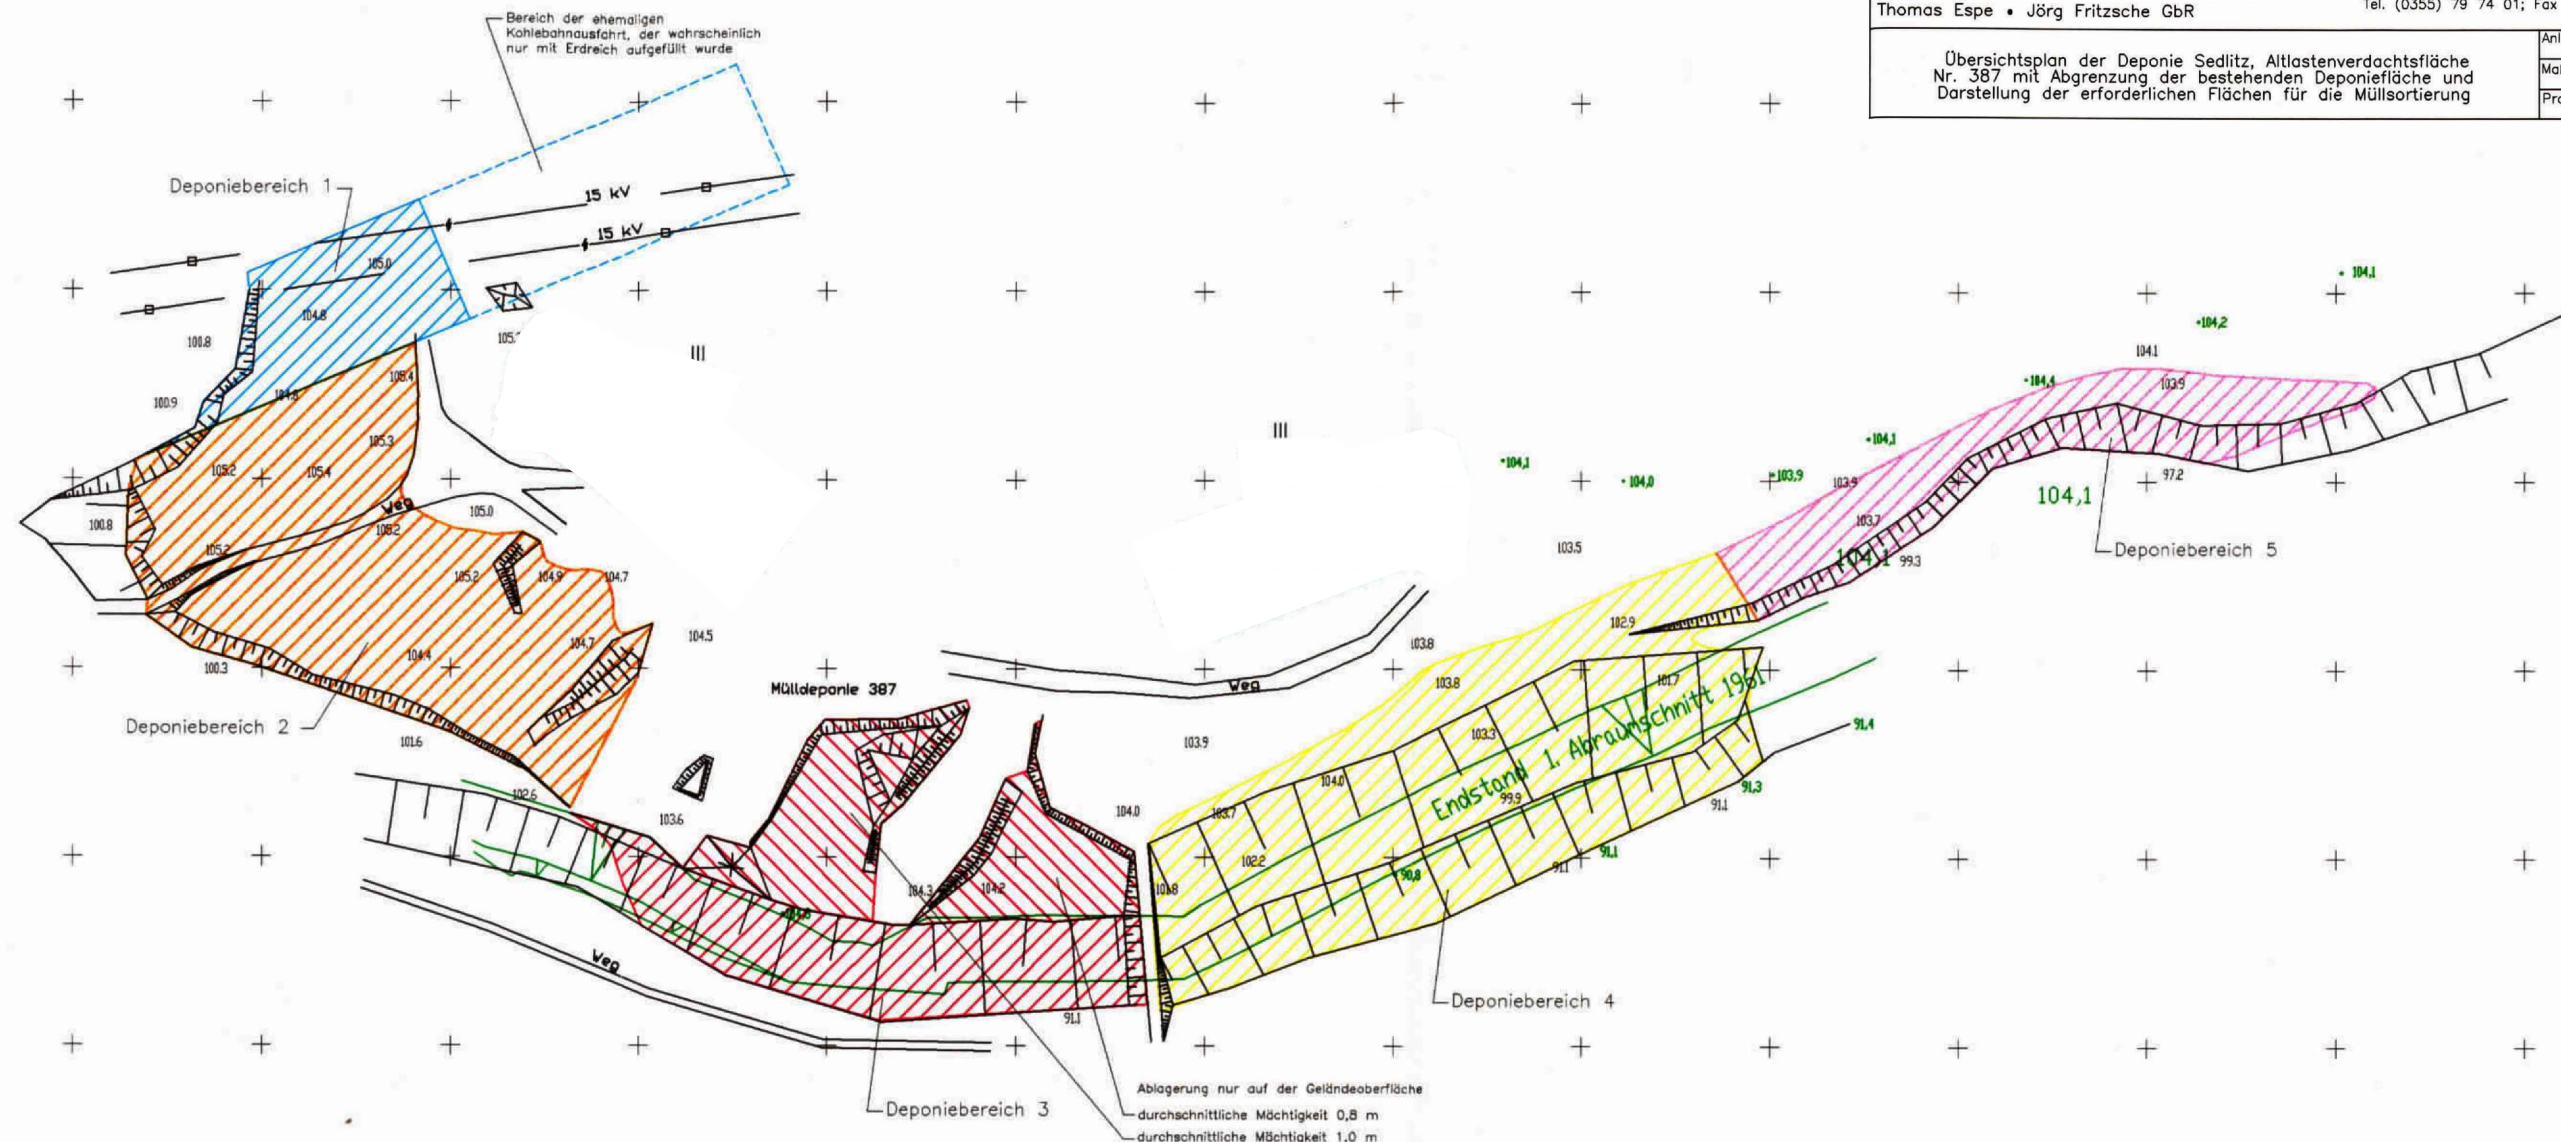 Bereich der ehemaligen
Kohlebahnausfahrt, der wahrscheinlich
nur mit Erdreich aufgefüllt wurde
Thomas Espe • Jörg Fritzsche GbR
Tel. (0355) 79 74 01; Fax
Übersichtsplan der Deponie Sedlitz, Altlastenverdachtsfläche
Nr. 387 mit Abgrenzung der bestehenden Deponiefläche und
Darstellung der erforderlichen Flächen für die Müllsortierung
Deponiebereich 1
15 kV
15 kV
105.0
104.8
100.8
III
105.4
104.8
100.9
105.3
105.2
105.4
Weg
105.2
105.0
100.8
105.2
105.2
104.9
104.7
104.7
104.5
104.4
100.3
Deponiebereich 2
101.6
102.6
103.6
Mülldeponie 387
III
104,1
104,2
104.1
104,4
103.9
104,1
104,1
104,0
103,9
103.9
97.2
104,1
103.7
103.5
104,1
99.3
Deponiebereich 5
102.9
103.8
103.8
Weg
101.7
103.9
103.3
Endstand 1. Abraumschnitt 1961
91,4
104.0
99.9
91,3
91.1
103.7
104.0
102.2
91,1
91.1
90,8
101.8
104.3
104.2
Weg
91.1
Deponiebereich 4
Deponiebereich 3
Ablagerung nur auf der Geländeoberfläche
durchschnittliche Mächtigkeit 0,8 m
durchschnittliche Mächtigkeit 1,0 m